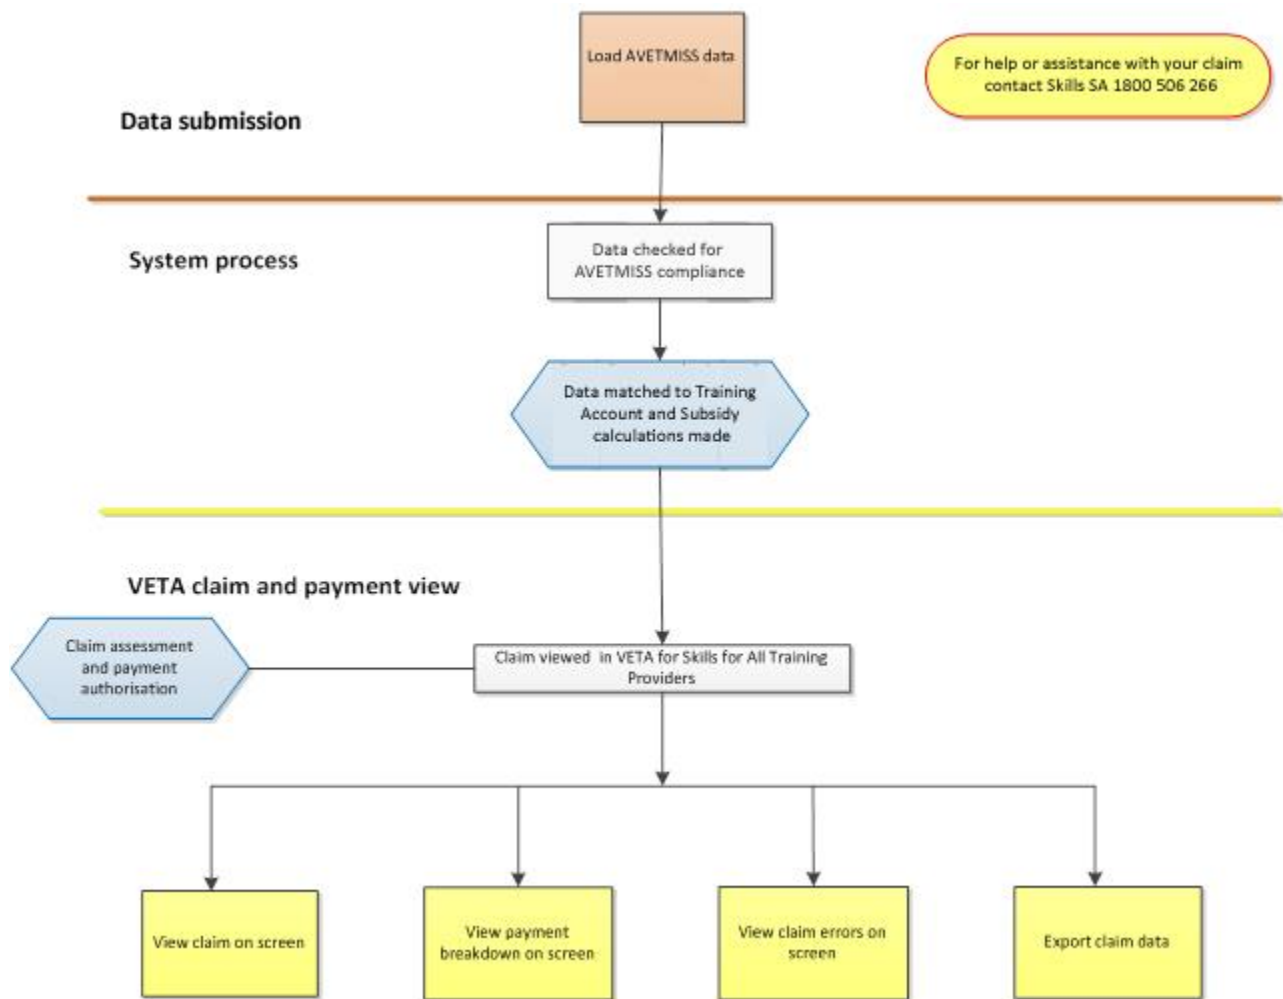 Load AVETMISS data
For help or assistance with your claim
contact Skills SA 1800 506 266
Data submission
System process
Data checked for
AVETMISS compliance
Data matched to Training
Account and Subsidy
calculations made
VETA claim and payment view
Claim assessment
and payment
authorisation
Claim viewed in VETA for Skills for All Training
Providers
View claim on screen
View payment
breakdown on screen
View claim errors on
screen
Export claim data